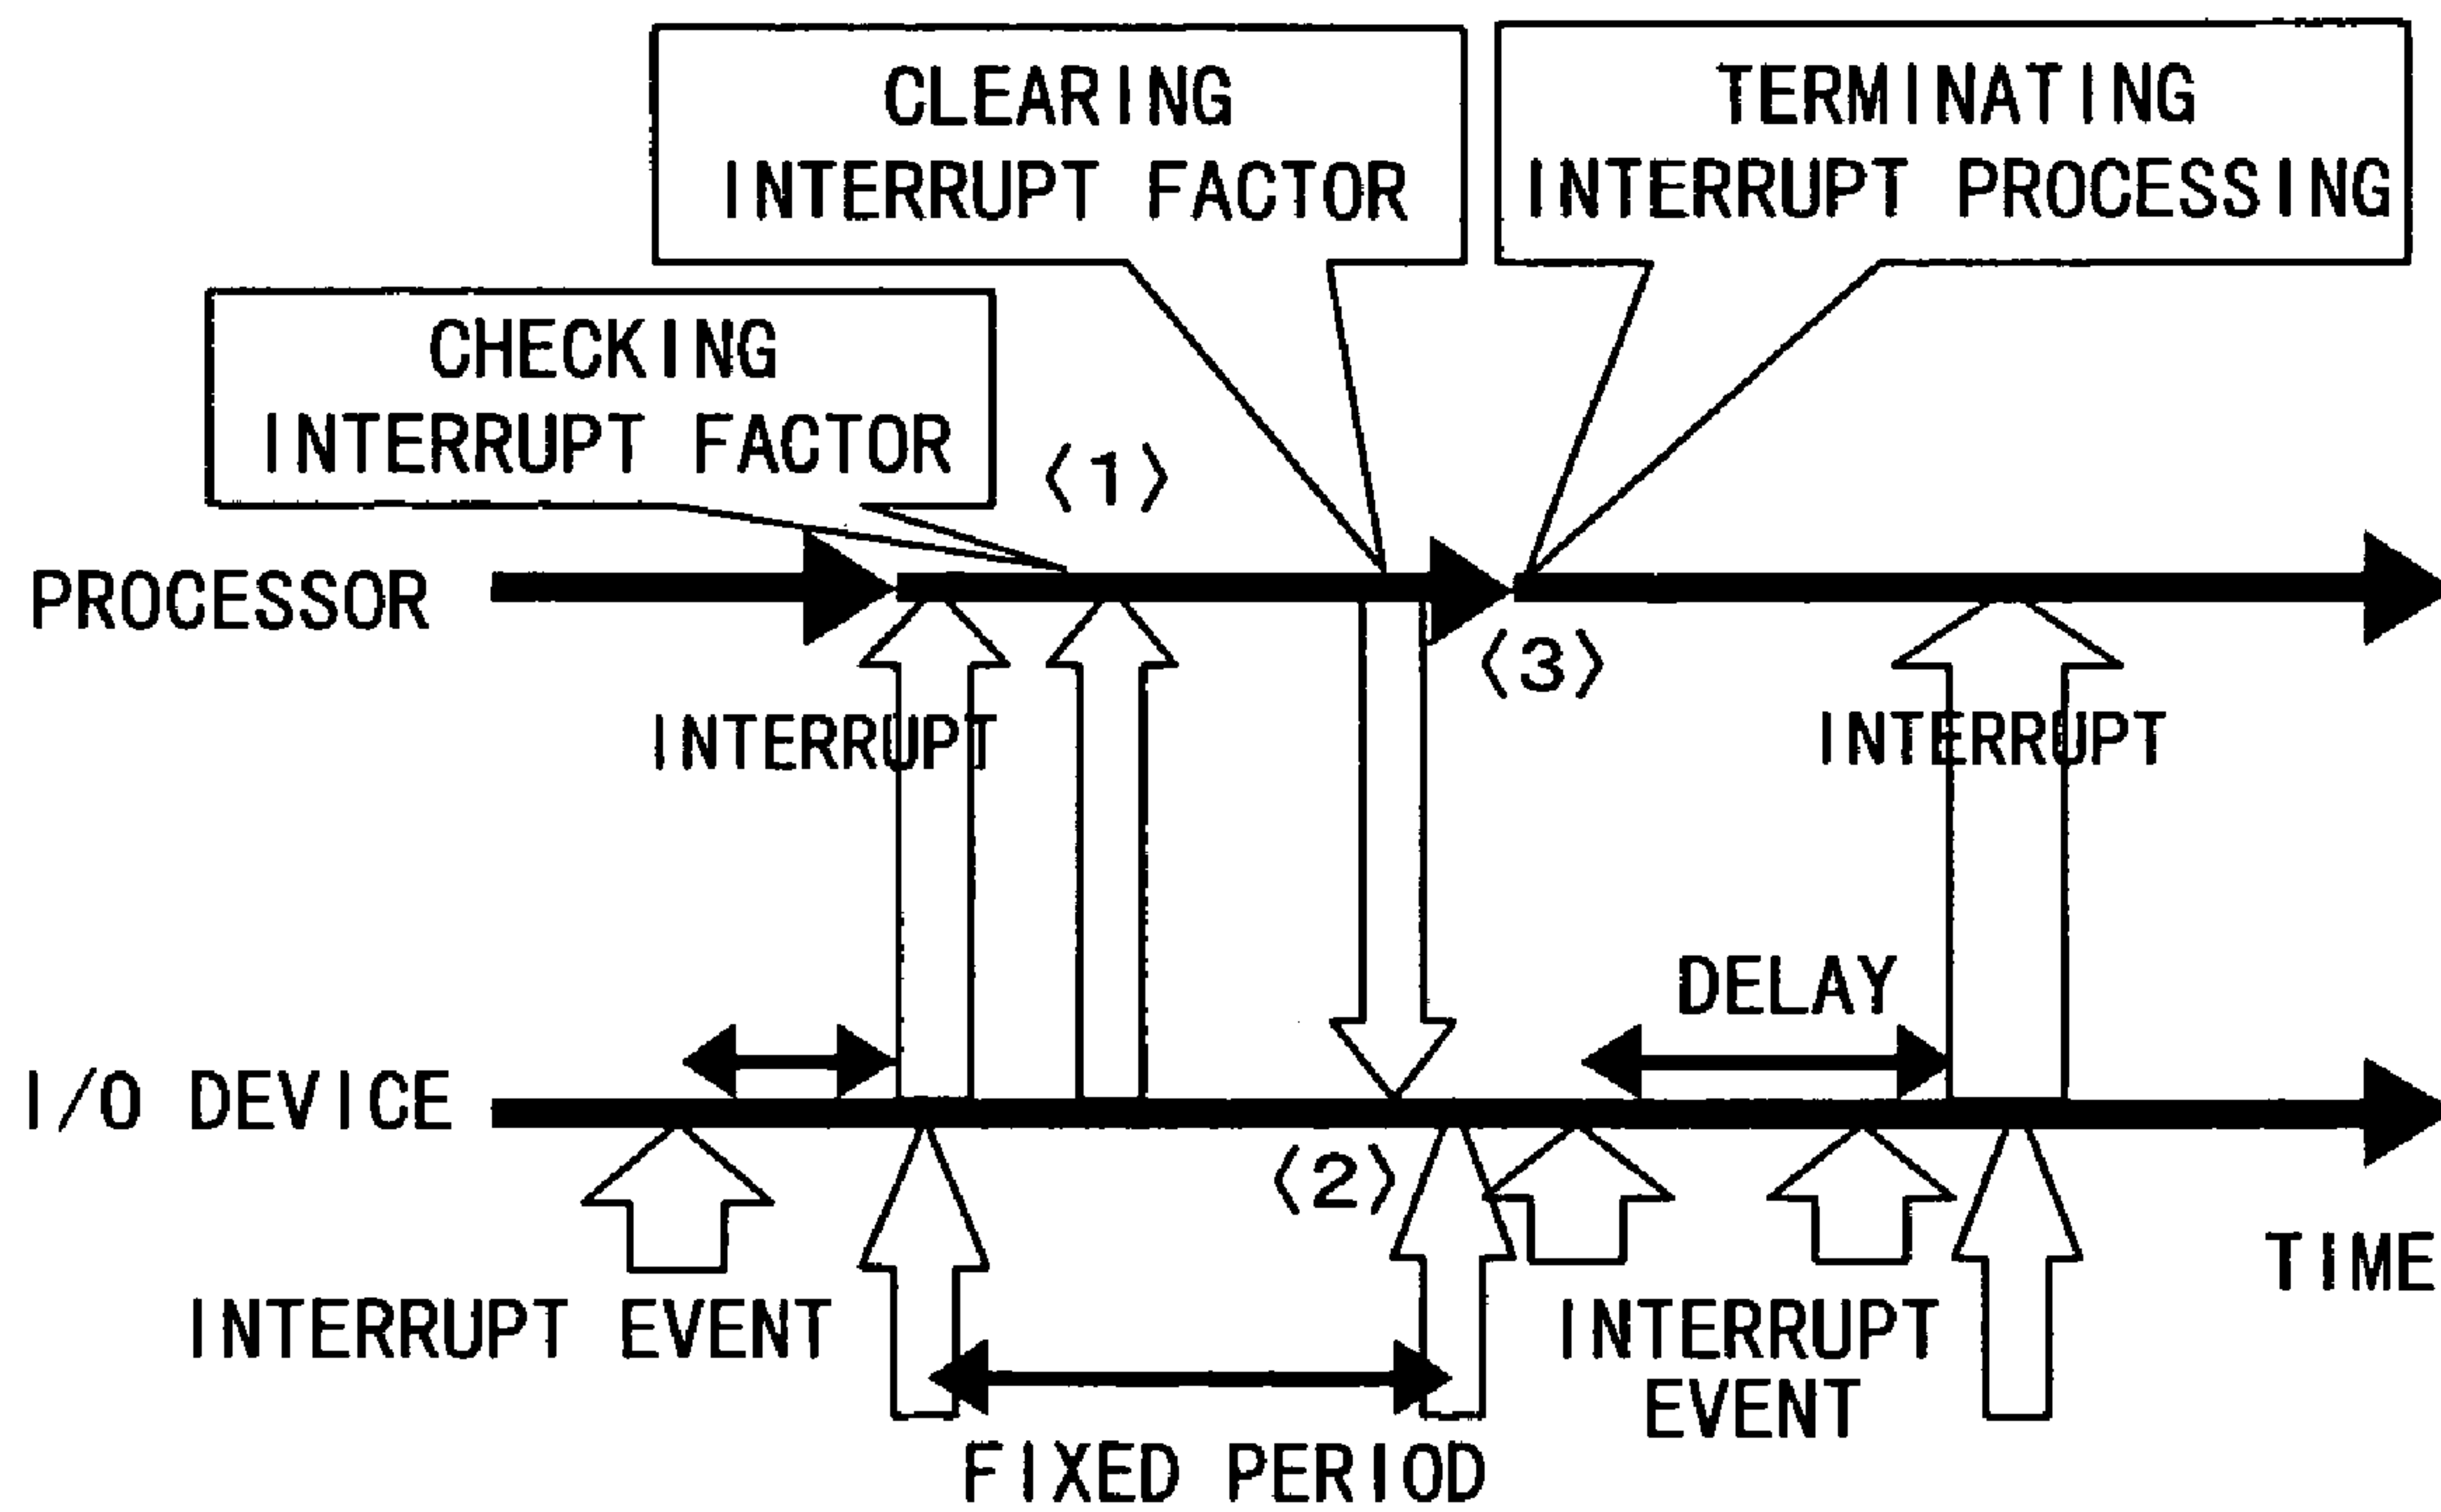 CLEARING
INTERRUPT FACTOR
TERMINATING
INTERRUPT PROCESSING
CHECKING
INTERRUPT FACTOR
〈1〉
PROCESSOR
〈3〉
INTERRUPT
INTERRUPT
DELAY
I/O DEVICE
〈2〉
TIME
INTERRUPT EVENT
INTERRUPT
EVENT
FIXED PERIOD